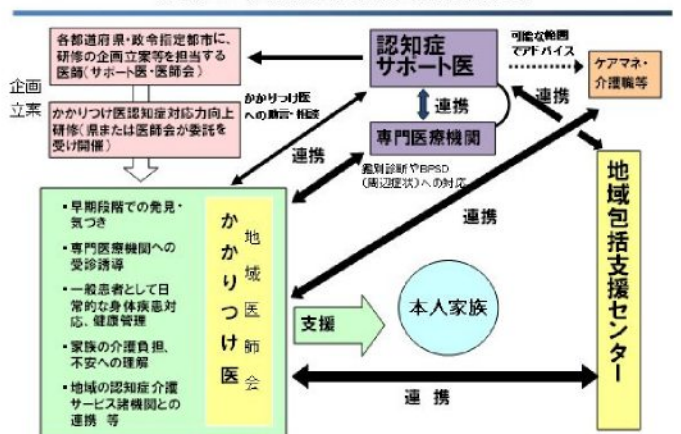 各都道府県・政令指定都市に、
研修の企画立案等を担当する
医師(サポート医・医師会)
企画
立案
かかりつけ医認知症対応力向上
研修(県または医師会が委託を
受け開催)
認知症
サポート医
可能な範囲
でアドバイス
ケアマネ・
介護職等
かかりつけ医
への助言・相談
連携
連携
連携
専門医療機関
鑑別診断やBPSD
(周辺症状)への対応
連携
・早期段階での発見・
気づき
・専門医療機関への
受診誘導
・一般患者として日
常的な身体疾患対
応、健康管理
・家族の介護負担、
不安への理解
・地域の認知症介護
サービス諸機関との
連携 等
地域医師会
かかりつけ医
支援
本人家族
地域包括支援センター
連 携